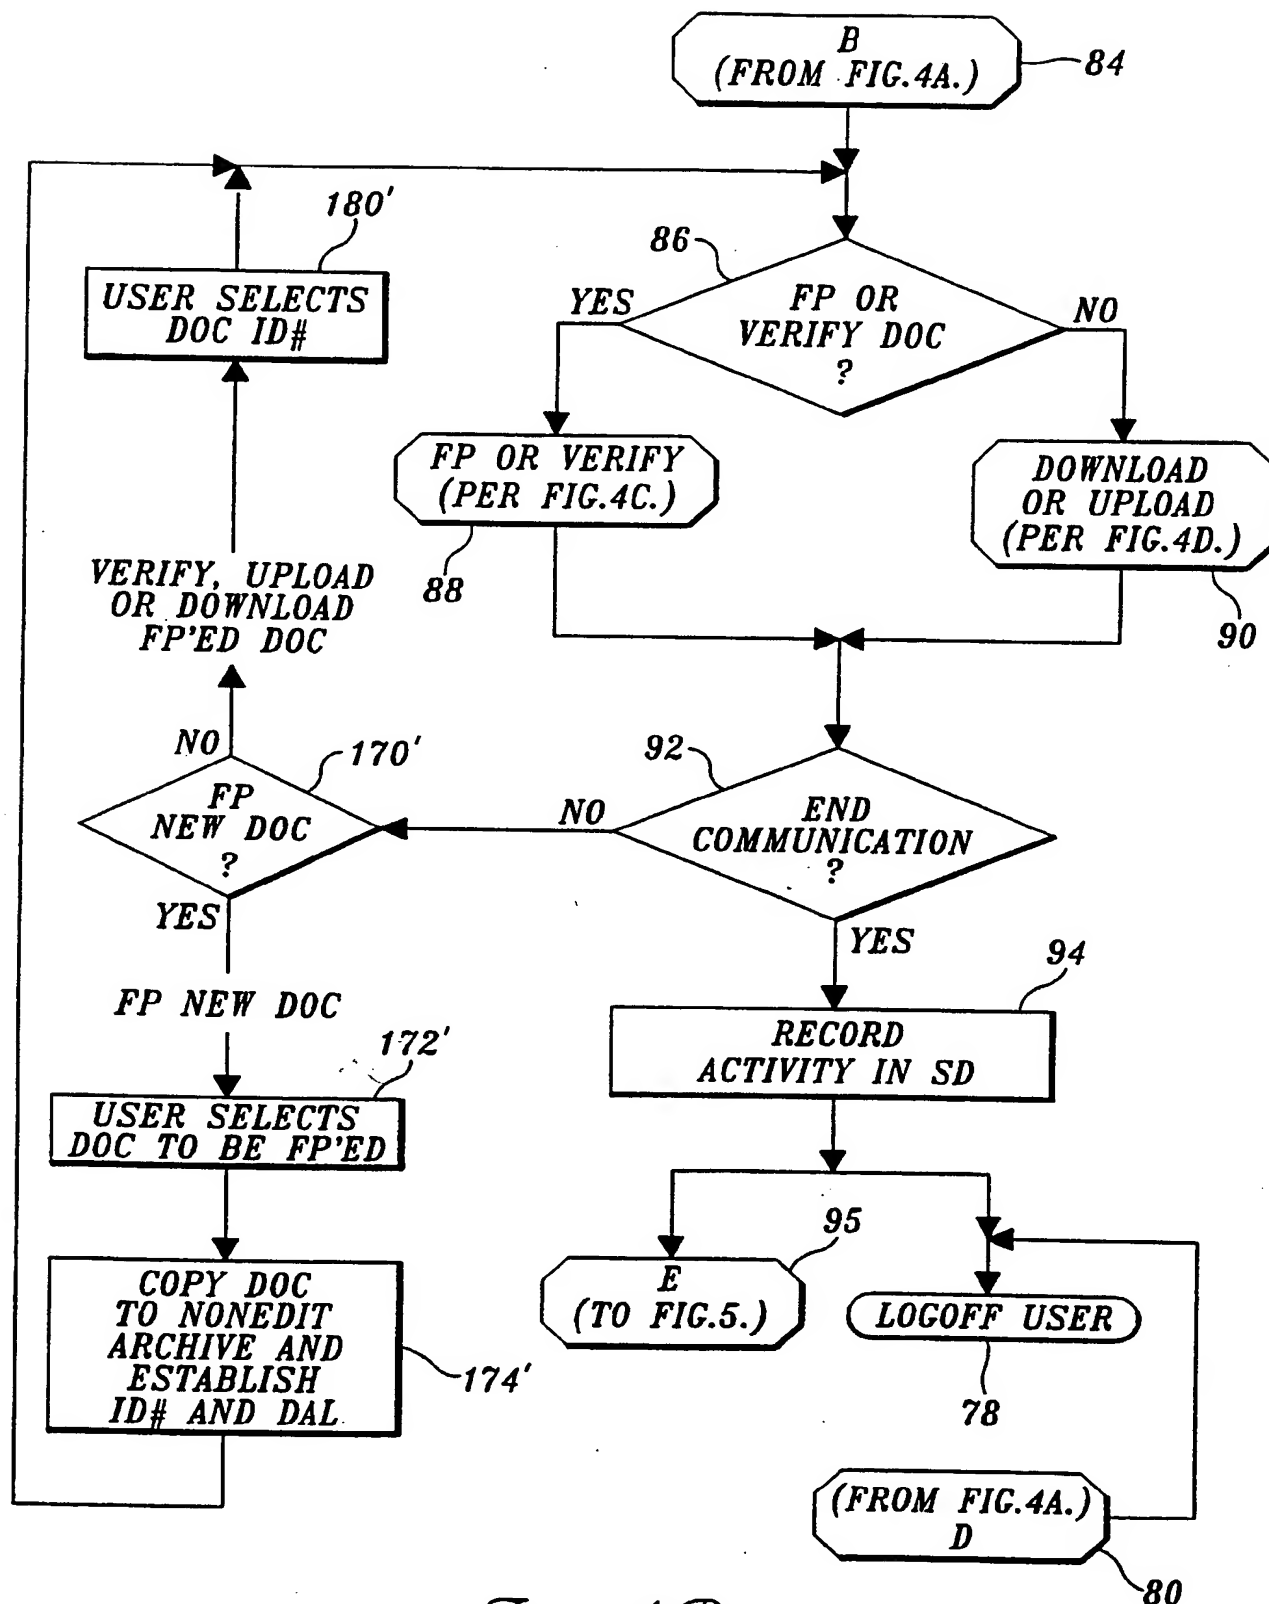 B
(FROM FIG.4A.)
84
180'
USER SELECTS
DOC ID#
86
YES
FP OR
VERIFY DOC
?
NO
FP OR VERIFY
(PER FIG.4C.)
88
DOWNLOAD
OR UPLOAD
(PER FIG.4D.)
90
VERIFY, UPLOAD
OR DOWNLOAD
FP'ED DOC
NO
170'
FP
NEW DOC
?
YES
92
NO
END
COMMUNICATION
?
YES
FP NEW DOC
94
RECORD
ACTIVITY IN SD
172'
USER SELECTS
DOC TO BE FP'ED
COPY DOC
TO NONEDIT
ARCHIVE AND
ESTABLISH
ID# AND DAL
174'
95
E
(TO FIG.5.)
LOGOFF USER
78
(FROM FIG.4A.)
D
80